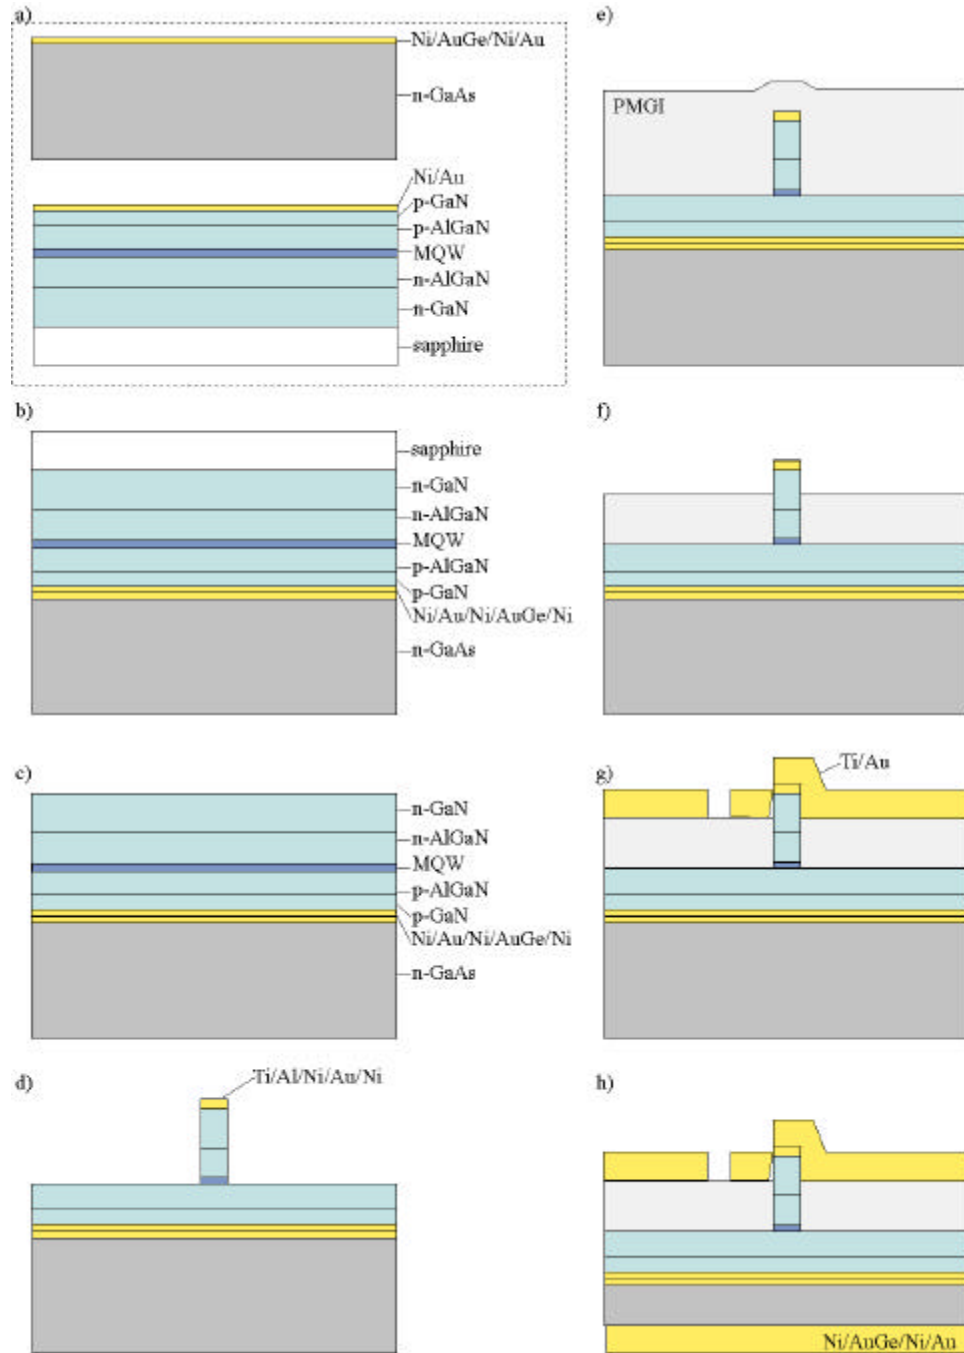 a)
Ni/AuGe/Ni/Au
n-GaAs
Ni/Au
p-GaN
p-AlGaN
MQW
n-AlGaN
n-GaN
sapphire
b)
sapphire
n-GaN
n-AlGaN
MQW
p-AlGaN
p-GaN
Ni/Au/Ni/AuGe/Ni
n-GaAs
c)
n-GaN
n-AlGaN
MQW
p-AlGaN
p-GaN
Ni/Au/Ni/AuGe/Ni
n-GaAs
d)
Ti/Al/Ni/Au/Ni
e)
PMGI
f)
g)
Ti/Au
h)
Ni/AuGe/Ni/Au